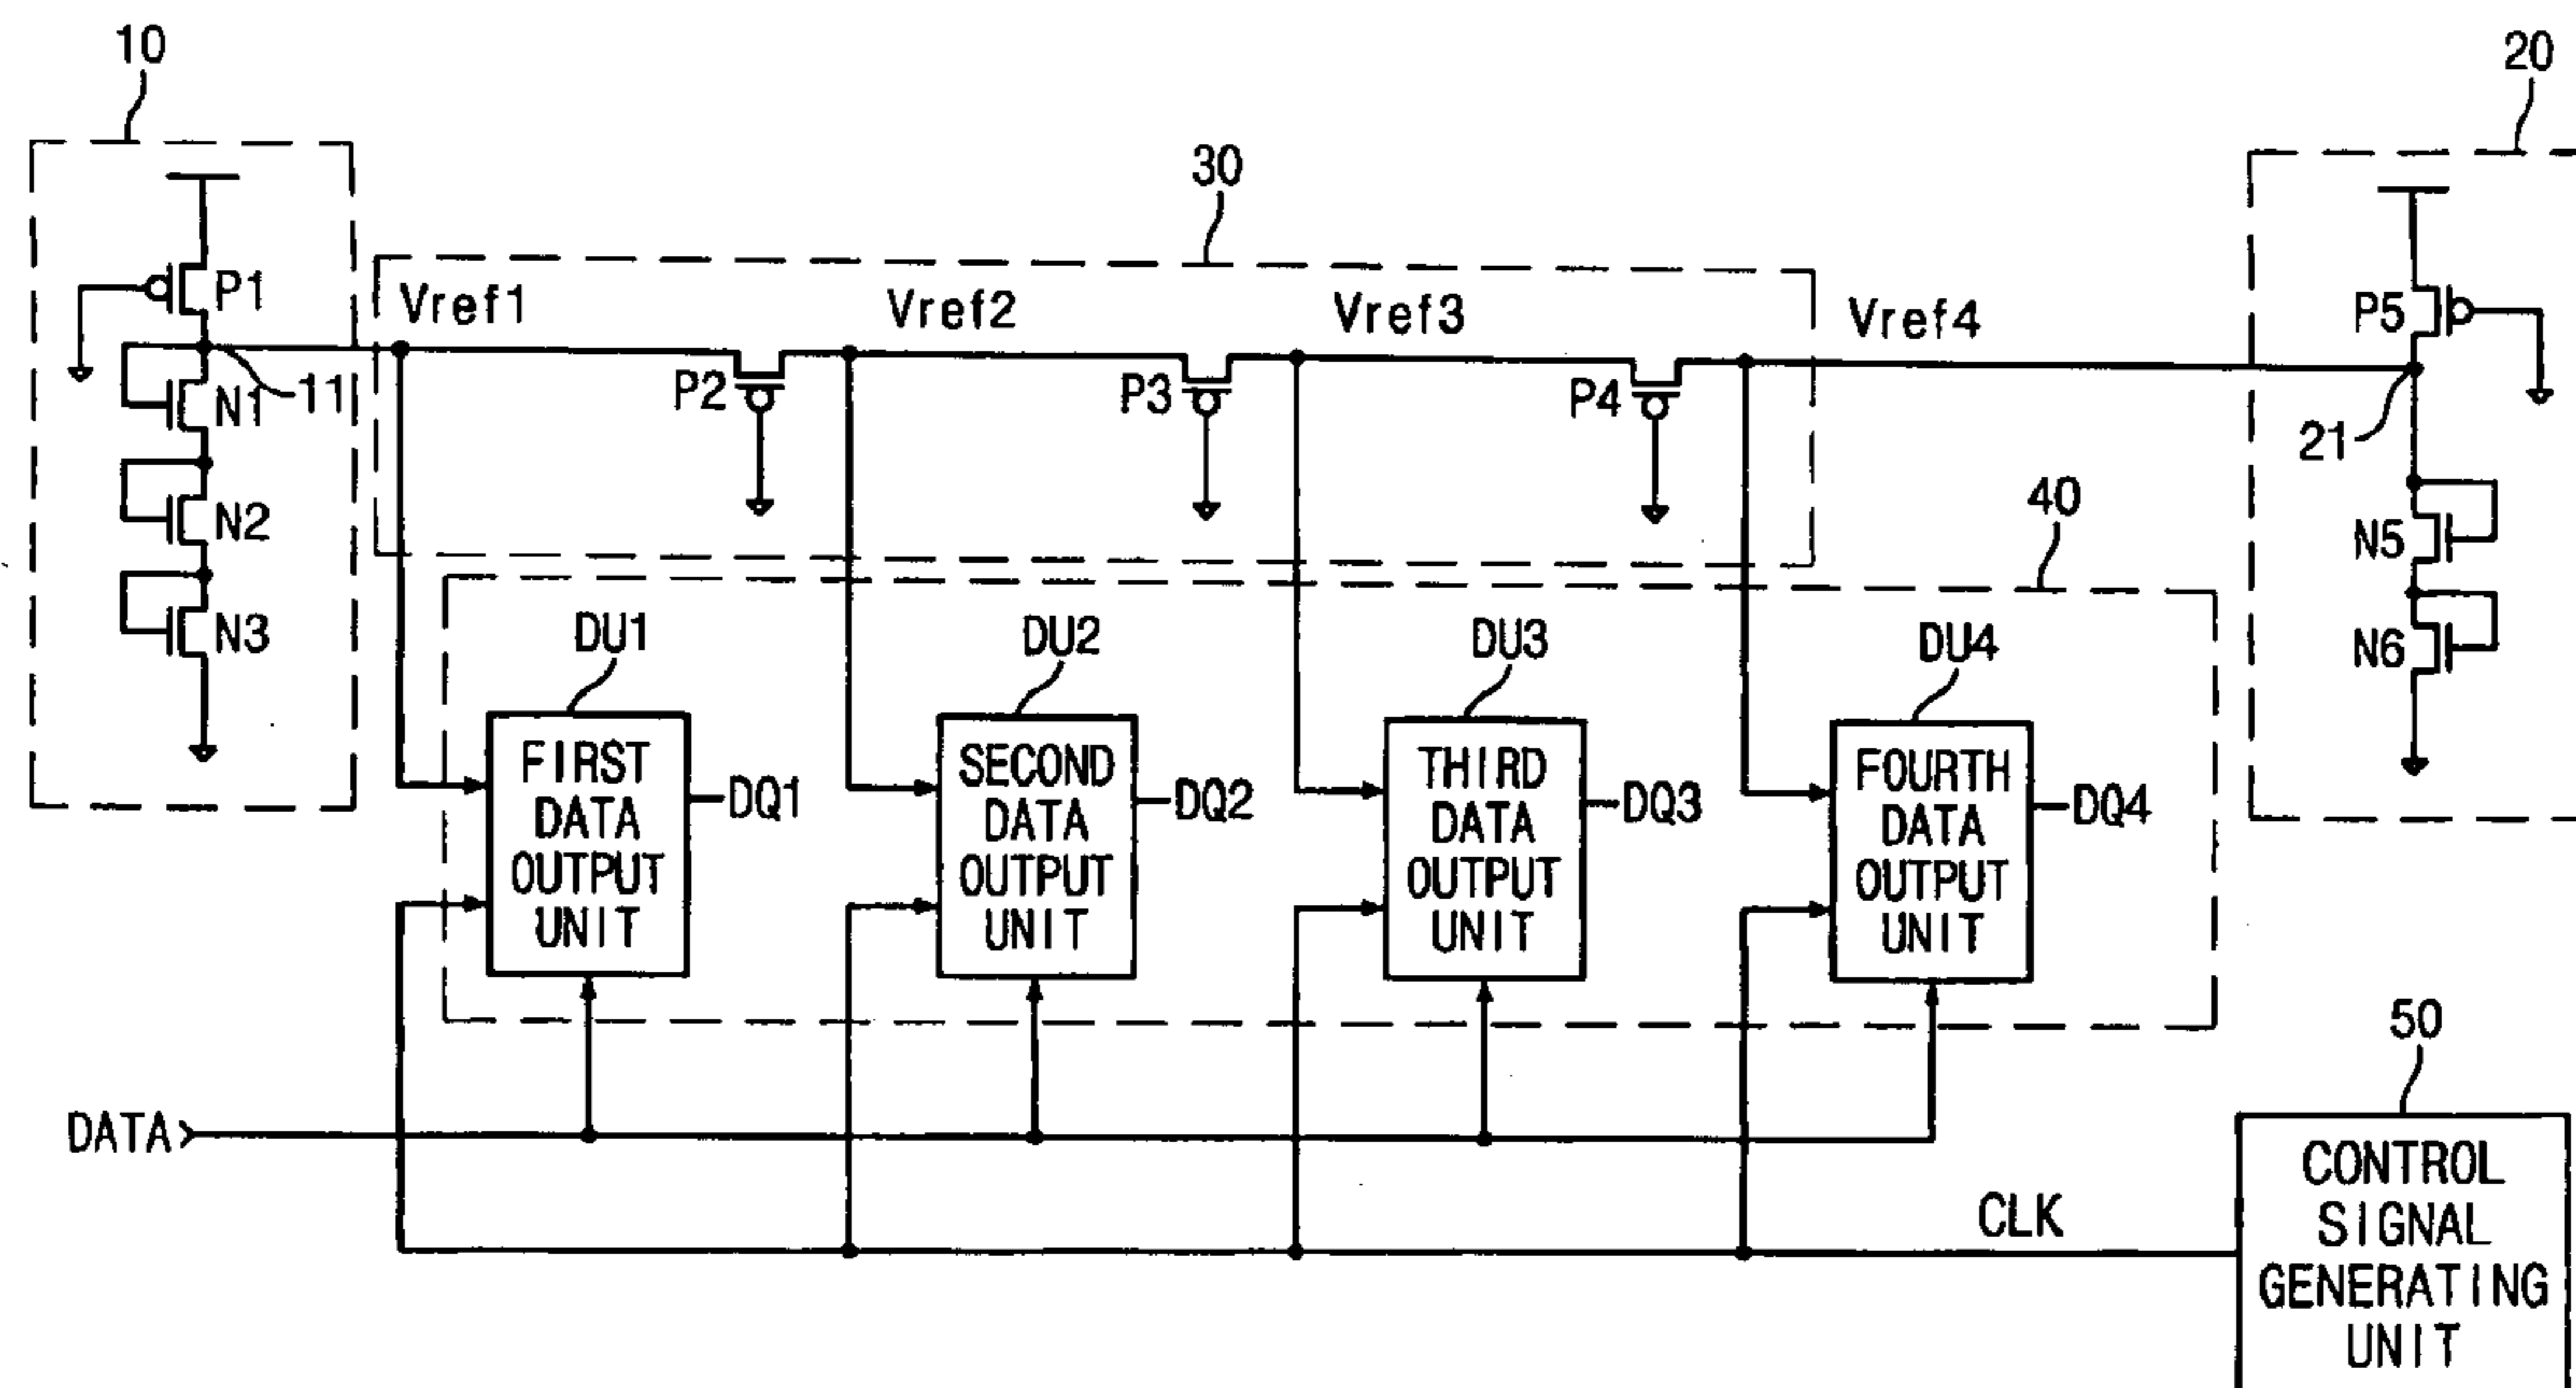 10
20
30
P1
Vref1
Vref2
Vref3
Vref4
P5
N1
11
P2
P3
P4
21
N2
40
N5
N3
DU1
DU2
DU3
DU4
N6
FIRST
DATA
OUTPUT
UNIT
DQ1
SECOND
DATA
OUTPUT
UNIT
DQ2
THIRD
DATA
OUTPUT
UNIT
DQ3
FOURTH
DATA
OUTPUT
UNIT
DQ4
50
DATA
CLK
CONTROL
SIGNAL
GENERATING
UNIT